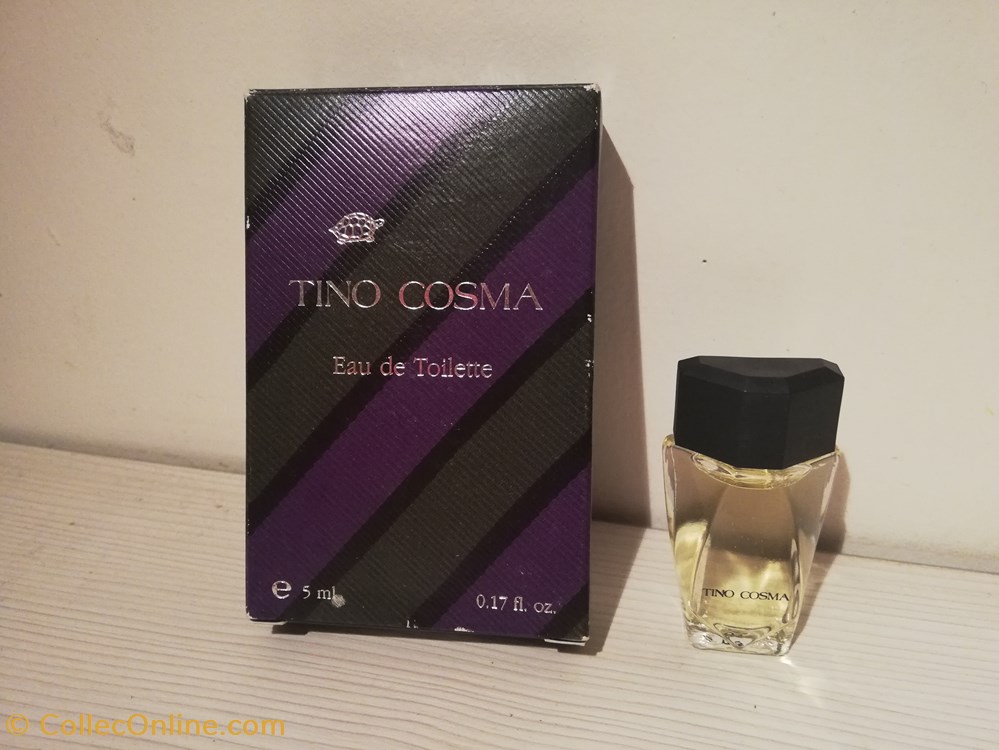 TINO COSMA
Eau de Toilette
e 5 ml
0.17 fl. oz.
TINO COSMA
© CollecOnline.com